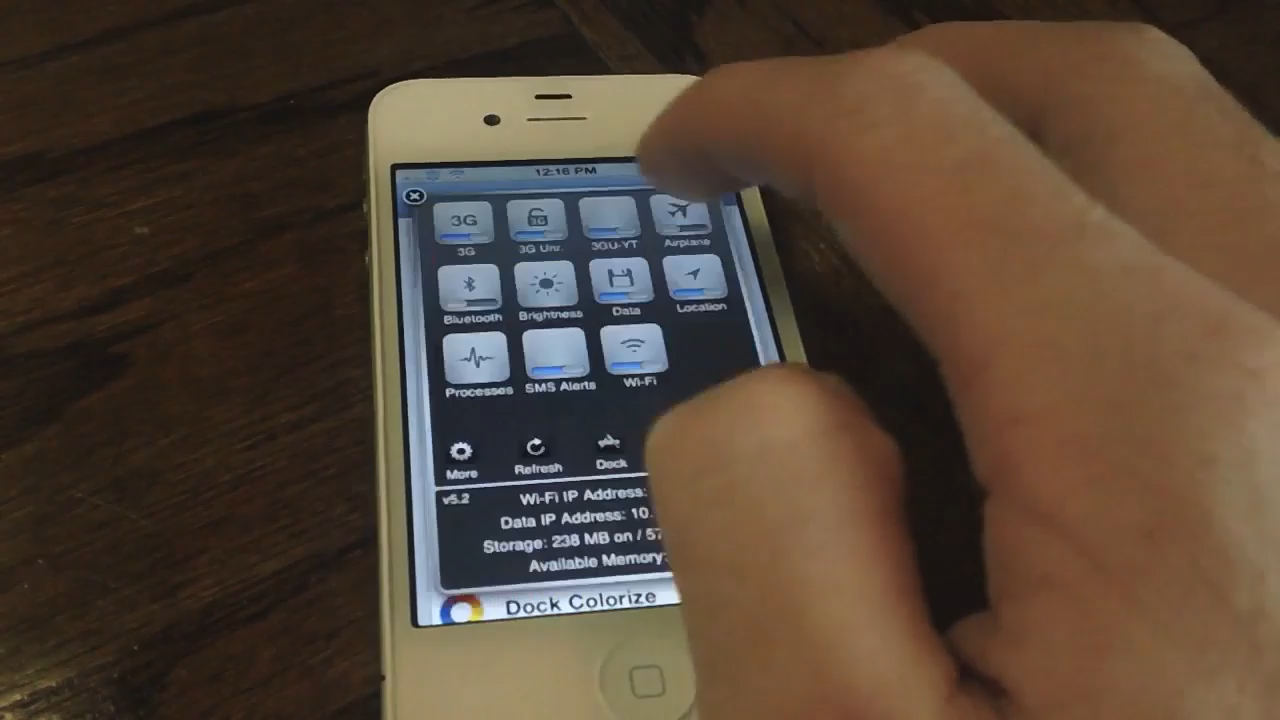 12:16 PM
3G
3G
3G
3G Unr.
3GU-YT
Airplane
Bluetooth
Brightness
Data
Location
Processes
SMS Alerts
Wi-Fi
More
Refresh
Dock
v5.2
Wi-Fi IP Address:
Data IP Address: 10.
Storage: 238 MB on / 57
Available Memory:
Dock Colorize